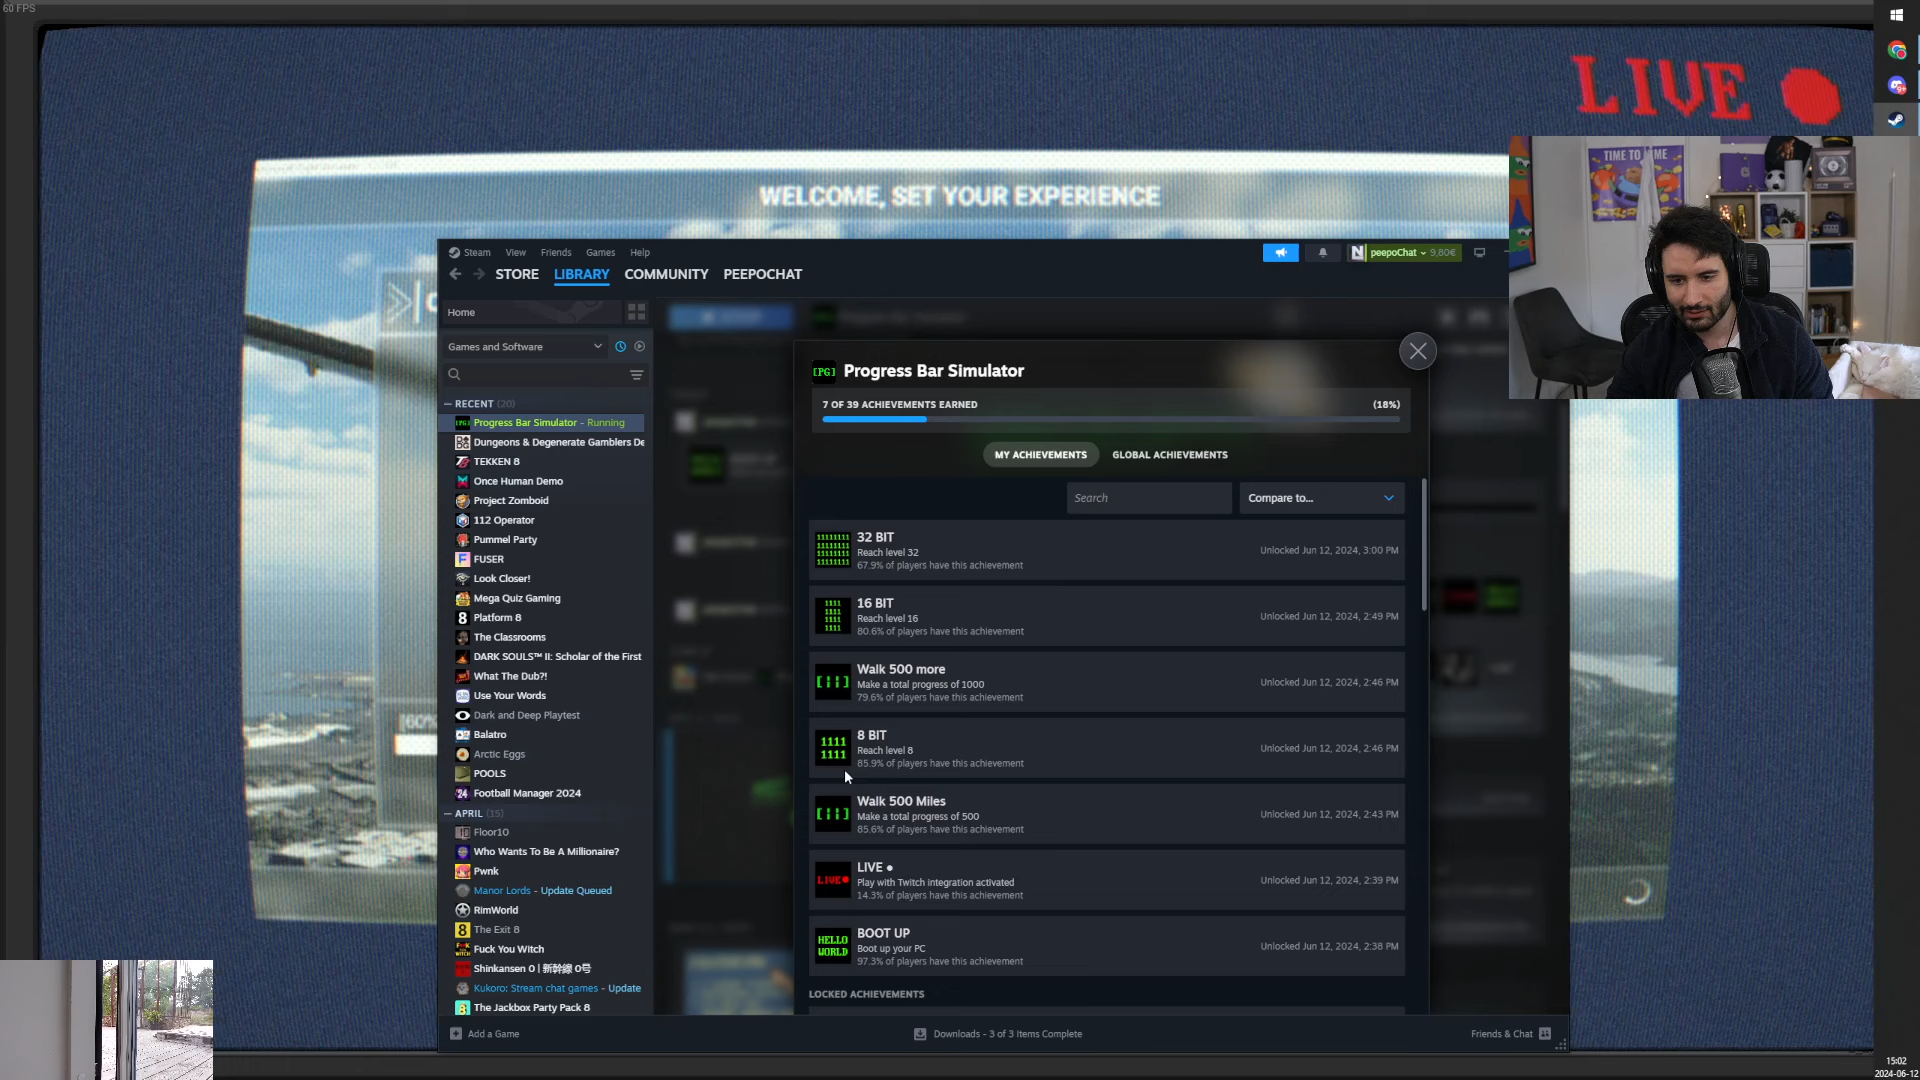 60 FPS
LIVE
WELCOME, SET YOUR EXPERIENCE
TIME TO
Steam View Friends Games Help
peepoChat 9,80€
STORE LIBRARY COMMUNITY PEEPOCHAT
Home
Games and Software
RECENT (20)
Progress Bar Simulator - Running
Dungeons & Degenerate Gamblers De
TEKKEN 8
Once Human Demo
Project Zomboid
112 Operator
Pummel Party
FUSER
Look Closer!
Mega Quiz Gaming
Platform 8
The Classrooms
DARK SOULS™ II: Scholar of the First
What The Dub?!
Use Your Words
Dark and Deep Playtest
Balatro
Arctic Eggs
POOLS
Football Manager 2024
APRIL (15)
Floor10
Who Wants To Be A Millionaire?
Pwnk
Manor Lords - Update Queued
RimWorld
The Exit 8
Fuck You Witch
Shinkansen 0 | 新幹線 0号
Kukoro: Stream chat games - Update
The Jackbox Party Pack 8
Add a Game
[60%
[PG] Progress Bar Simulator
7 OF 39 ACHIEVEMENTS EARNED (18%)
MY ACHIEVEMENTS GLOBAL ACHIEVEMENTS
Search Compare to...
32 BIT
Reach level 32
67.9% of players have this achievement
Unlocked Jun 12, 2024, 3:00 PM
16 BIT
Reach level 16
80.6% of players have this achievement
Unlocked Jun 12, 2024, 2:49 PM
Walk 500 more
Make a total progress of 1000
79.6% of players have this achievement
Unlocked Jun 12, 2024, 2:46 PM
8 BIT
Reach level 8
85.9% of players have this achievement
Unlocked Jun 12, 2024, 2:46 PM
Walk 500 Miles
Make a total progress of 500
85.6% of players have this achievement
Unlocked Jun 12, 2024, 2:43 PM
LIVE ●
Play with Twitch integration activated
14.3% of players have this achievement
Unlocked Jun 12, 2024, 2:39 PM
HELLO
WORLD
BOOT UP
Boot up your PC
97.3% of players have this achievement
Unlocked Jun 12, 2024, 2:38 PM
LOCKED ACHIEVEMENTS
Downloads - 3 of 3 Items Complete
Friends & Chat
15:02
2024-06-12